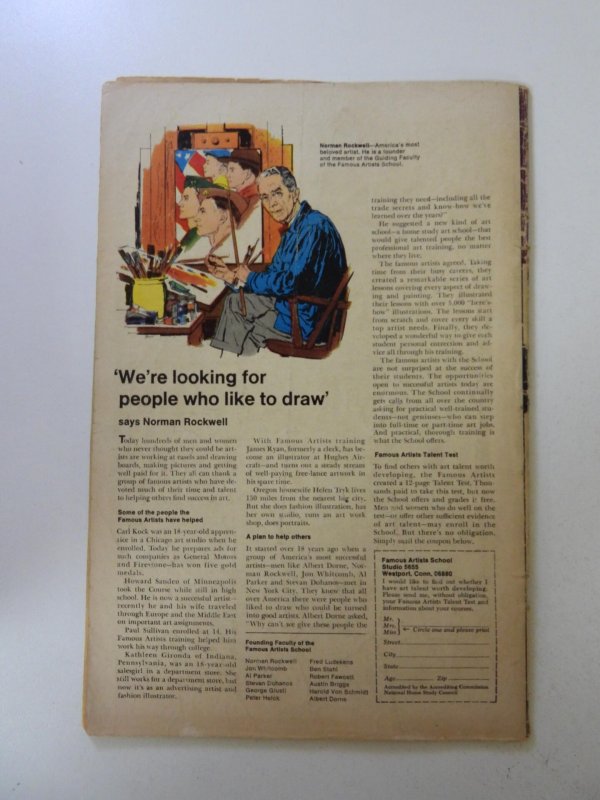 Norman Rockwell—America's most
beloved artist. He is a founder
and member of the Guiding Faculty
of the Famous Artists School.
'We're looking for
people who like to draw'
says Norman Rockwell
Today hundreds of men and women
who never thought they could be art-
ists are working at easels and drawing
boards, making pictures and getting
well paid for it. They all can thank a
group of famous artists who have de-
voted much of their time and talent
to helping others find success in art.
Some of the people the
Famous Artists have helped
Carl Kock was an 18-year-old appren-
tice in a Chicago art studio when he
enrolled. Today he prepares ads for
such companies as General Motors
and Firestone—has won five gold
medals.
Howard Sanden of Minneapolis
took the Course while still in high
school. He is now a successful artist—
recently he and his wife traveled
through Europe and the Middle East
on important art assignments.
Paul Sullivan enrolled at 14. His
Famous Artists training helped him
work his way through college.
Kathleen Gironda of Indiana,
Pennsylvania, was an 18-year-old
salesgirl in a department store. She
still works for a department store, but
now it's as an advertising artist and
fashion illustrator.
With Famous Artists training
James Ryan, formerly a clerk, has be-
come an illustrator at Hughes Air-
craft—and turns out a steady stream
of well-paying free-lance artwork in
his spare time.
Oregon housewife Helen Tryk lives
150 miles from the nearest big city.
But she does fashion illustration, has
her own studio, runs an art work
shop, does portraits.
A plan to help others
It started over 18 years ago when a
group of America's most successful
artists—men like Albert Dorne, Nor-
man Rockwell, Jon Whitcomb, Al
Parker and Stevan Dohanos—met in
New York City. They knew that all
over America there were people who
liked to draw who could be turned
into good artists. Albert Dorne asked,
"Why can't we give these people the
Founding Faculty of the
Famous Artists School
Norman Rockwell
Jon Whitcomb
Al Parker
Stevan Dohanos
George Giusti
Peter Helck
Fred Ludekens
Ben Stahl
Robert Fawcett
Austin Briggs
Harold Von Schmidt
Albert Dorne
training they need—including all the
trade secrets and know-how we've
learned over the years?"
He suggested a new kind of art
school—a home study art school—that
would give talented people the best
professional art training, no matter
where they live.
The famous artists agreed. Taking
time from their busy careers, they
created a remarkable series of art
lessons covering every aspect of draw-
ing and painting. They illustrated
their lessons with over 5,000 "here's-
how" illustrations. The lessons start
from scratch and cover every skill a
top artist needs. Finally, they de-
veloped a wonderful way to give each
student personal correction and ad-
vice all through his training.
The famous artists with the School
are not surprised at the success of
their students. The opportunities
open to successful artists today are
enormous. The School continually
gets calls from all over the country
asking for practical well-trained stu-
dents—not geniuses—who can step
into full-time or part-time art jobs.
And practical, thorough training is
what the School offers.
Famous Artists Talent Test
To find others with art talent worth
developing, the Famous Artists
created a 12-page Talent Test. Thou-
sands paid to take this test, but now
the School offers and grades it free.
Men and women who do well on the
test—or offer other sufficient evidence
of art talent—may enroll in the
School. But there's no obligation.
Simply mail the coupon below.
Famous Artists School
Studio 5655
Westport, Conn. 06880
I would like to find out whether I
have art talent worth developing.
Please send me, without obligation,
your Famous Artists Talent Test and
information about your courses.
Mr.
Mrs.
Miss
Circle one and please print
Street
City
State
Age Zip
Accredited by the Accrediting Commission
National Home Study Council